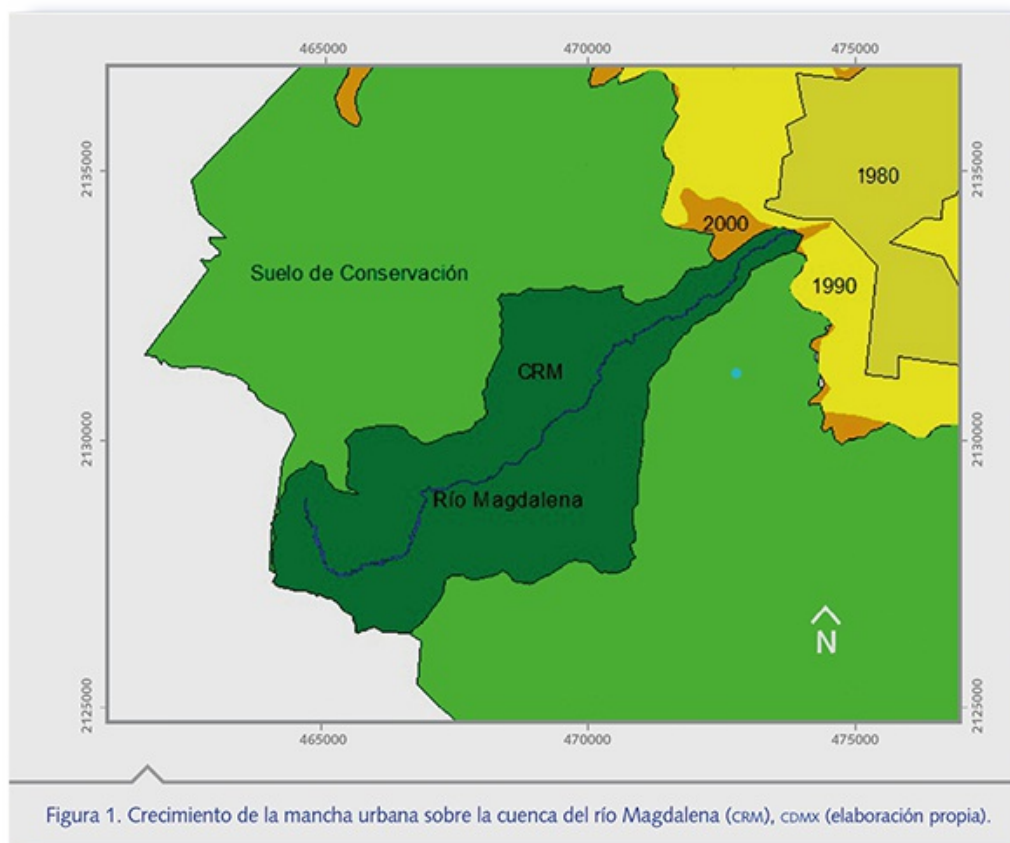 465000 470000 475000
2135000 2135000
1980
2000
Suelo de Conservación
1990
CRM
2130000 2130000
Río Magdalena
N
2125000 2125000
465000 470000 475000
Figura 1. Crecimiento de la mancha urbana sobre la cuenca del río Magdalena (CRM), CDMX (elaboración propia).